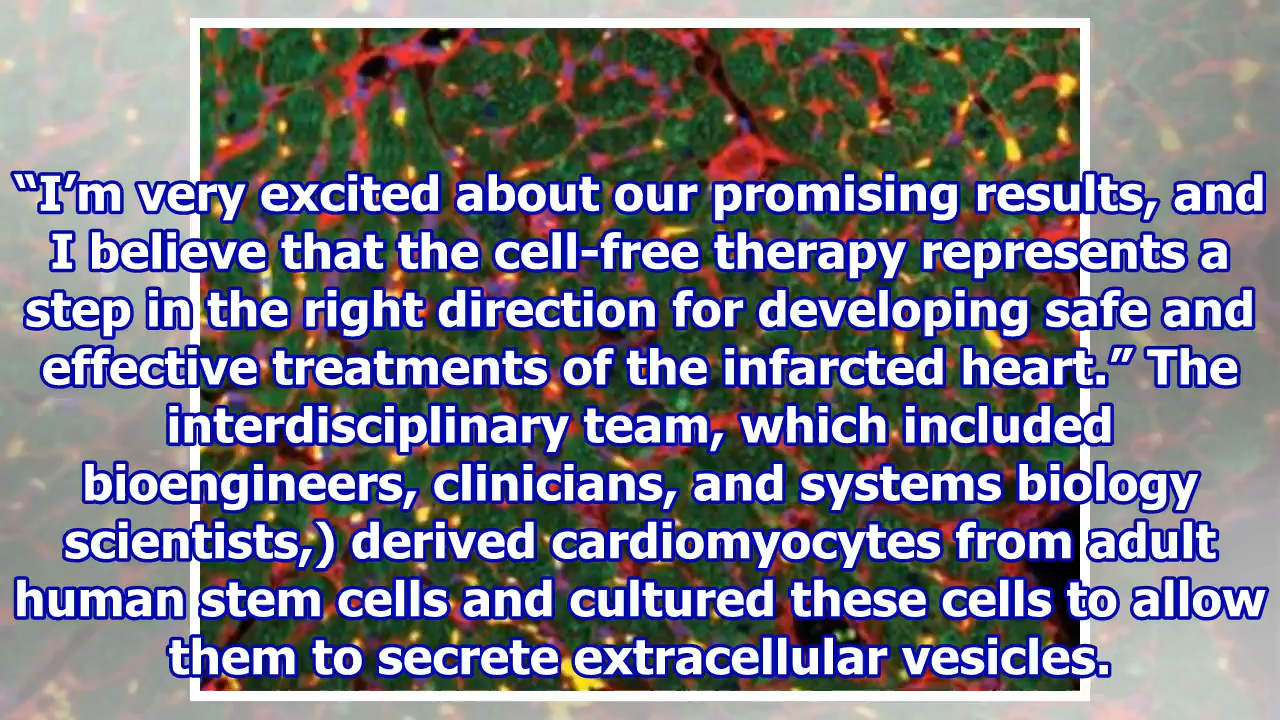 “I’m very excited about our promising results, and
I believe that the cell-free therapy represents a
step in the right direction for developing safe and
effective treatments of the infarcted heart.” The
interdisciplinary team, which included
bioengineers, clinicians, and systems biology
scientists,) derived cardiomyocytes from adult
human stem cells and cultured these cells to allow
them to secrete extracellular vesicles.